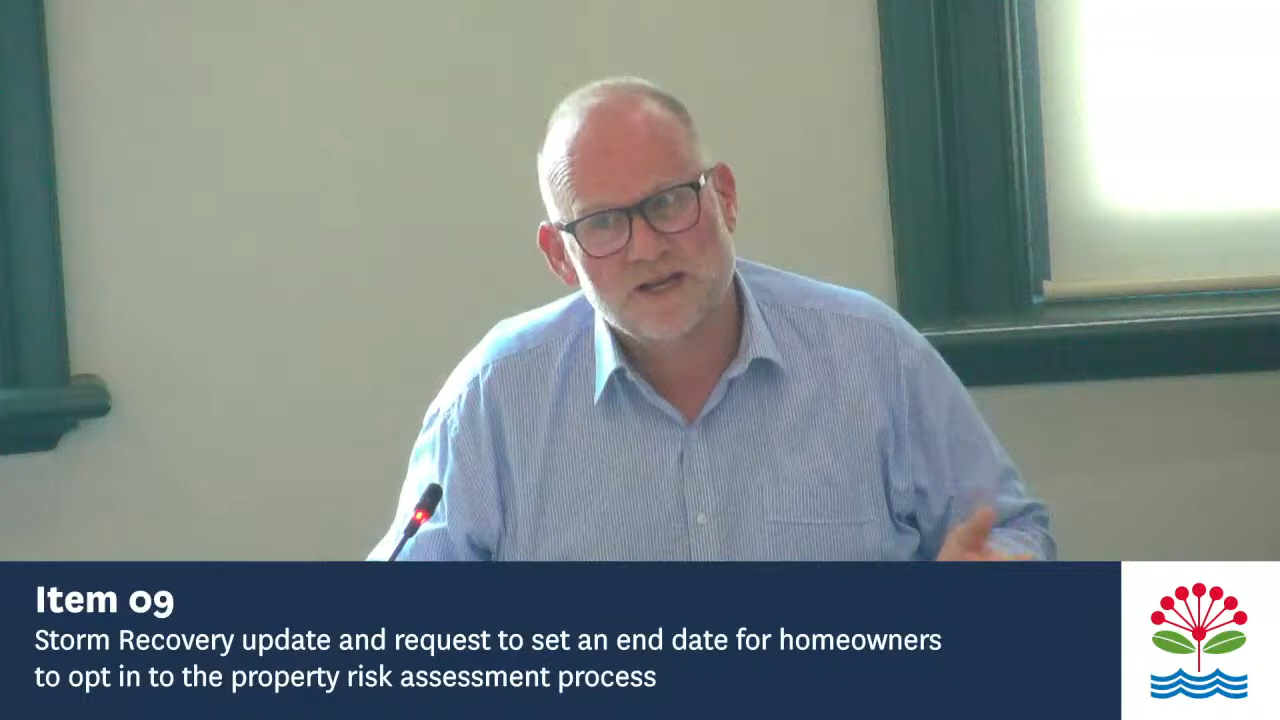 Item 09
Storm Recovery update and request to set an end date for homeowners
to opt in to the property risk assessment process